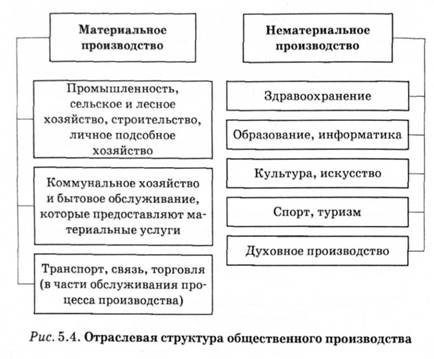 Материальное
производство
Промышленность,
сельское и лесное
хозяйство, строительство,
личное подсобное
хозяйство
Коммунальное хозяйство
и бытовое обслуживание,
которые предоставляют ма-
териальные услуги
Транспорт, связь, торговля
(в части обслуживания про-
цесса производства)
Нематериальное
производство
Здравоохранение
Образование, информатика
Культура, искусство
Спорт, туризм
Духовное производство
Рис. 5.4. Отраслевая структура общественного производства